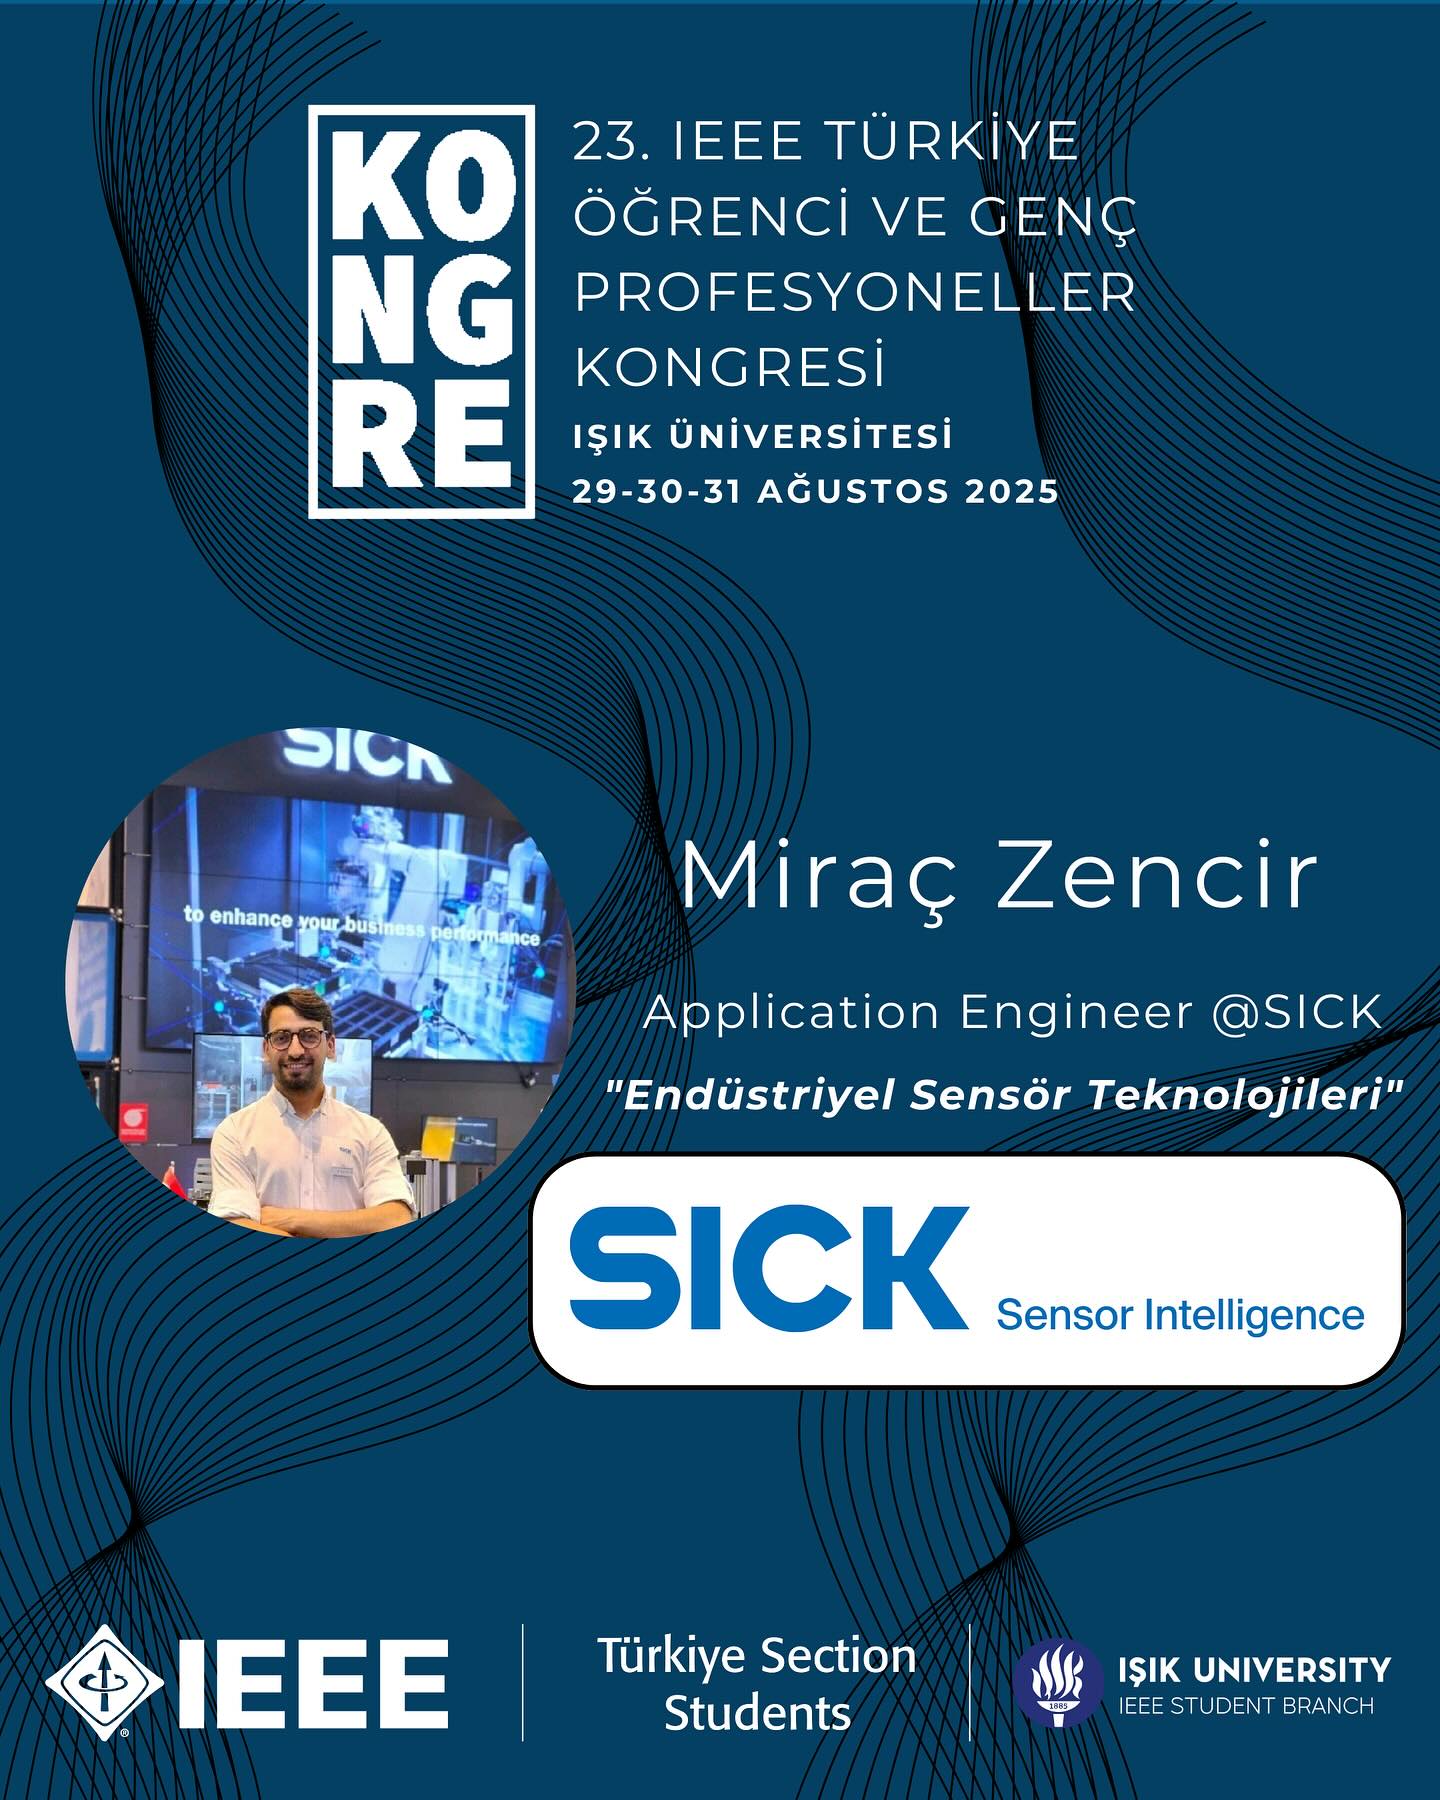 KO
NG
RE
23. IEEE TÜRKİYE
ÖĞRENCİ VE GENÇ
PROFESYONELLER
KONGRESİ
IŞIK ÜNİVERSİTESİ
29-30-31 AĞUSTOS 2025
SICK
to enhance your business performance
SICK
Miraç Zencir
Application Engineer @SICK
"Endüstriyel Sensör Teknolojileri"
SICK Sensor Intelligence
IEEE
®
Türkiye Section
Students
1885
IŞIK UNIVERSITY
IEEE STUDENT BRANCH